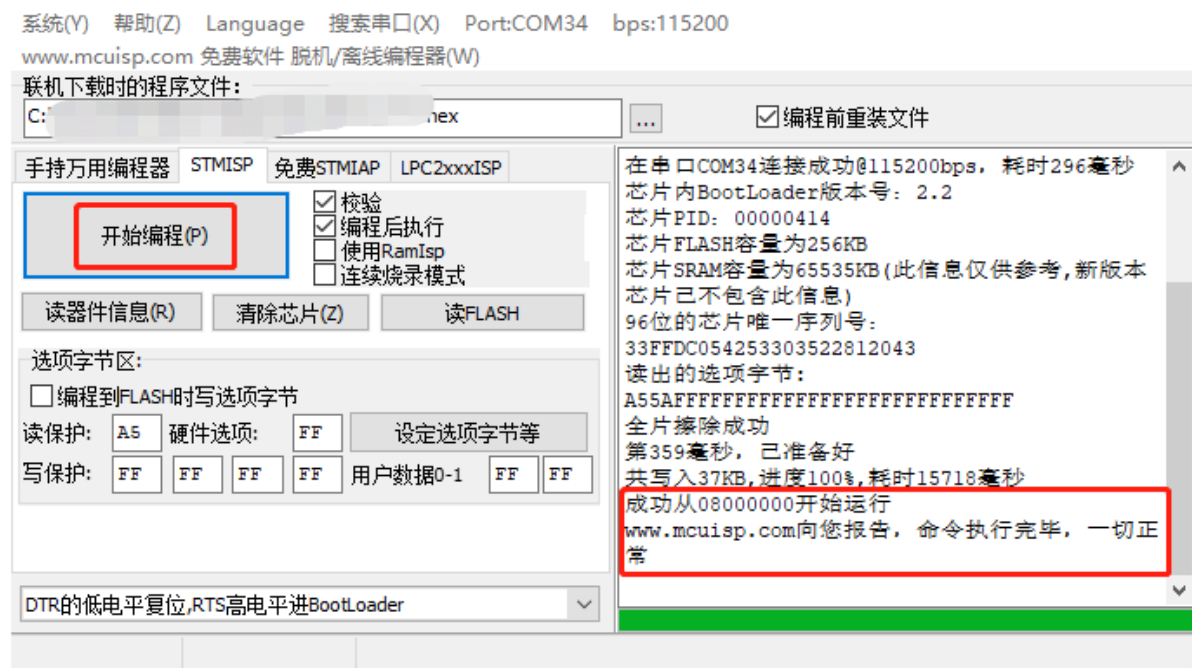 系统(Y) 帮助(Z) Language 搜索串口(X) Port:COM34 bps:115200
www.mcuisp.com 免费软件 脱机/离线编程器(W)
联机下载时的程序文件:
C: hex ... 编程前重装文件
手持万用编程器 STMISP 免费STMIAP LPC2xxxISP
开始编程(P)
校验
编程后执行
使用RamIsp
连续烧录模式
读器件信息(R) 清除芯片(Z) 读FLASH
选项字节区:
编程到FLASH时写选项字节
读保护: A5 硬件选项: FF 设定选项字节等
写保护: FF FF FF FF 用户数据0-1 FF FF
DTR的低电平复位,RTS高电平进BootLoader
在串口COM34连接成功@115200bps，耗时296毫秒
芯片内BootLoader版本号：2.2
芯片PID：00000414
芯片FLASH容量为256KB
芯片SRAM容量为65535KB(此信息仅供参考,新版本
芯片已不包含此信息)
96位的芯片唯一序列号：
33FFDC054253303522812043
读出的选项字节：
A55AFFFFFFFFFFFFFFFFFFFFFFFFFFFF
全片擦除成功
第359毫秒，已准备好
共写入37KB,进度100%,耗时15718毫秒
成功从08000000开始运行
www.mcuisp.com向您报告，命令执行完毕，一切正
常